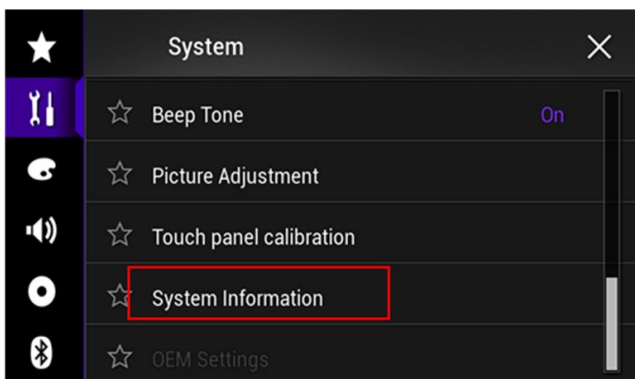 System
Beep Tone On
Picture Adjustment
Touch panel calibration
System Information
OEM Settings